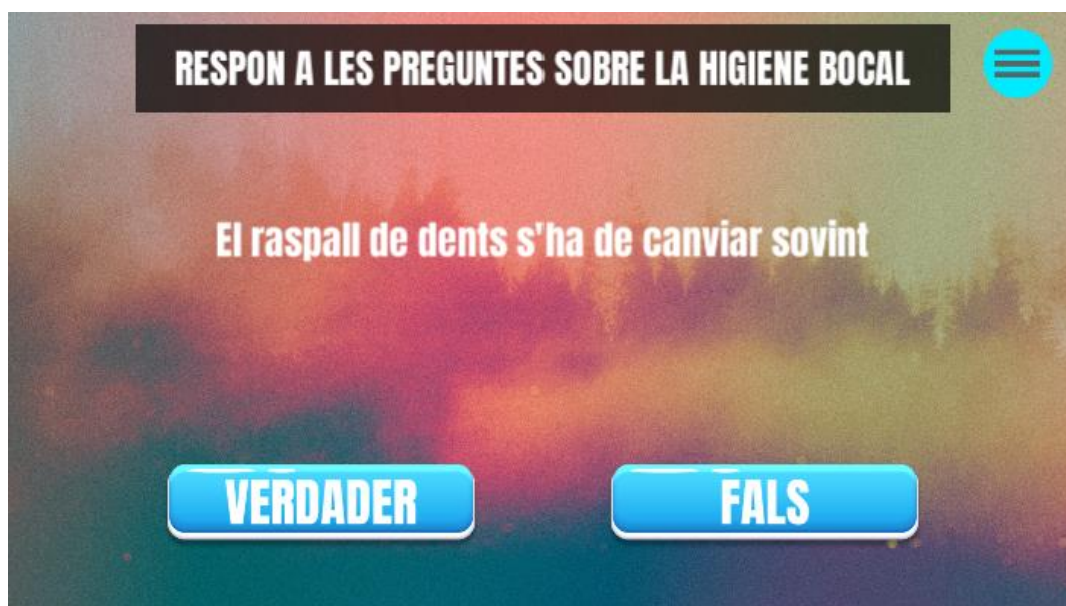 RESPON A LES PREGUNTES SOBRE LA HIGIENE BOCAL
El raspall de dents s'ha de canviar sovint
VERDADER
FALS